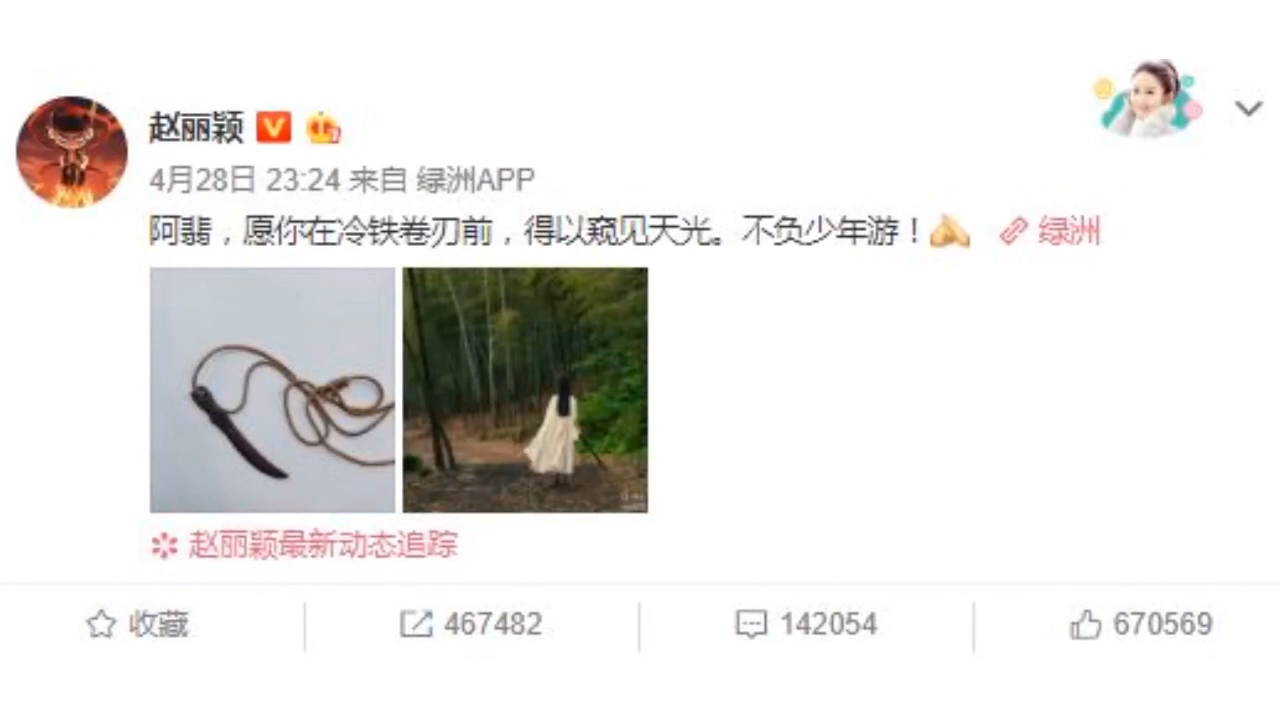 赵丽颖
4月28日 23:24 来自 绿洲APP
阿翡，愿你在冷铁卷刃前，得以窥见天光。不负少年游！ 绿洲
赵丽颖最新动态追踪
收藏 467482 142054 670569